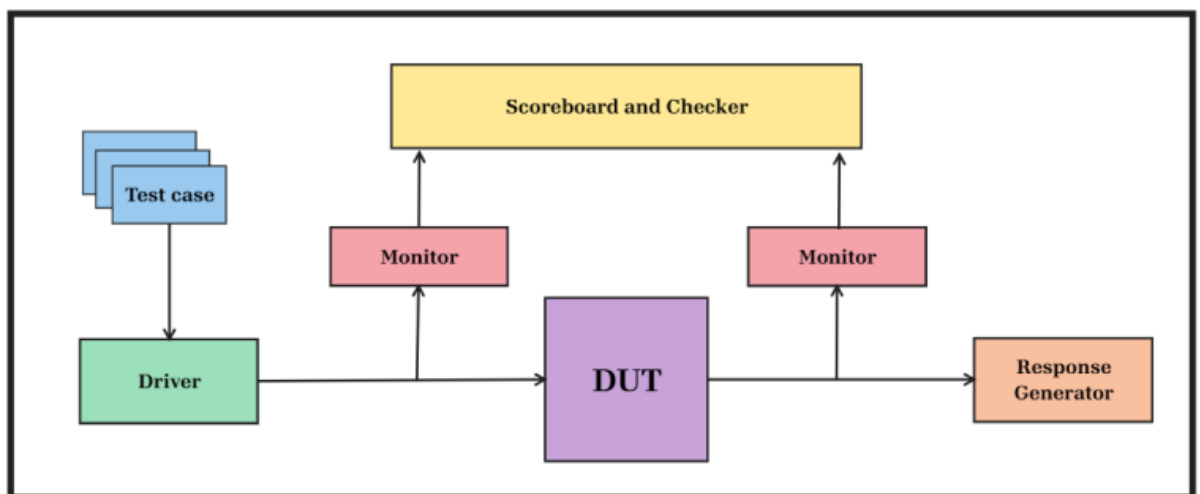 Scoreboard and Checker
Test case
Monitor
Monitor
Driver
DUT
Response
Generator